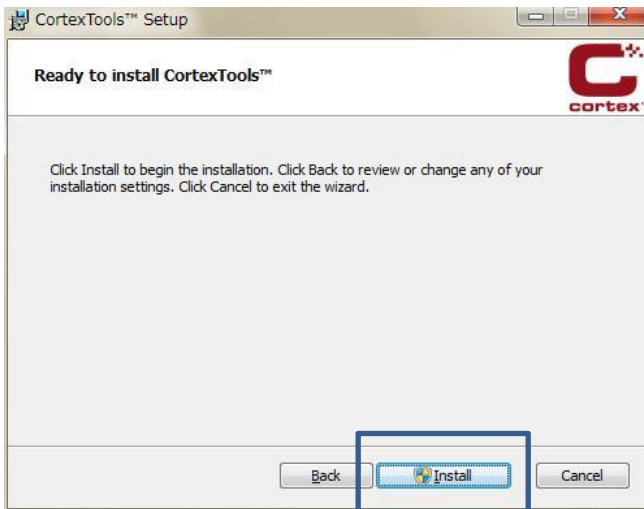 CortexTools™ Setup
Ready to install CortexTools™
cortex
Click Install to begin the installation. Click Back to review or change any of your
installation settings. Click Cancel to exit the wizard.
Back
Install
Cancel